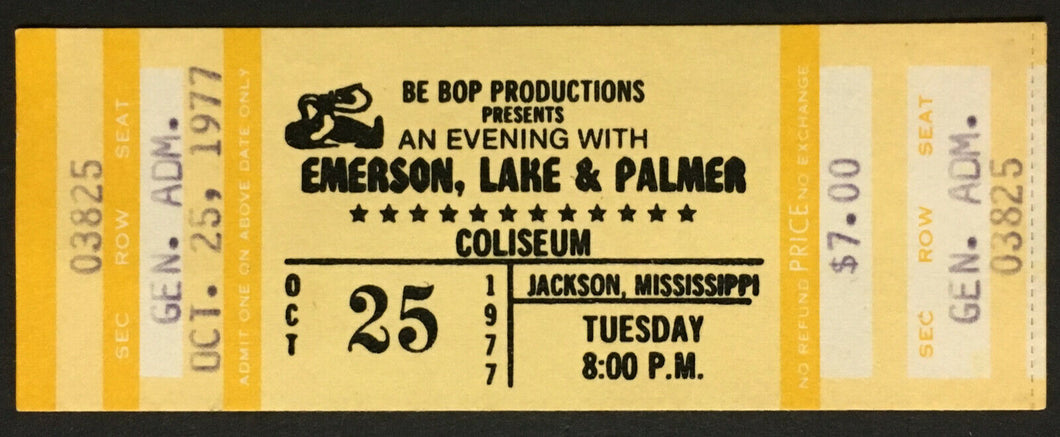 03825
SEC ROW SEAT
GEN. ADM.
OCT. 25, 1977
ADMIT ONE ON ABOVE DATE ONLY
BE BOP PRODUCTIONS
PRESENTS
AN EVENING WITH
EMERSON, LAKE & PALMER
★ ★ ★ ★ ★ ★ ★ ★ ★ ★ ★ ★
COLISEUM
OCT 25 1977
JACKSON, MISSISSIPPI
TUESDAY
8:00 P.M.
NO REFUND PRICE NO EXCHANGE
$7.00
SEC ROW SEAT
GEN. ADM.
03825